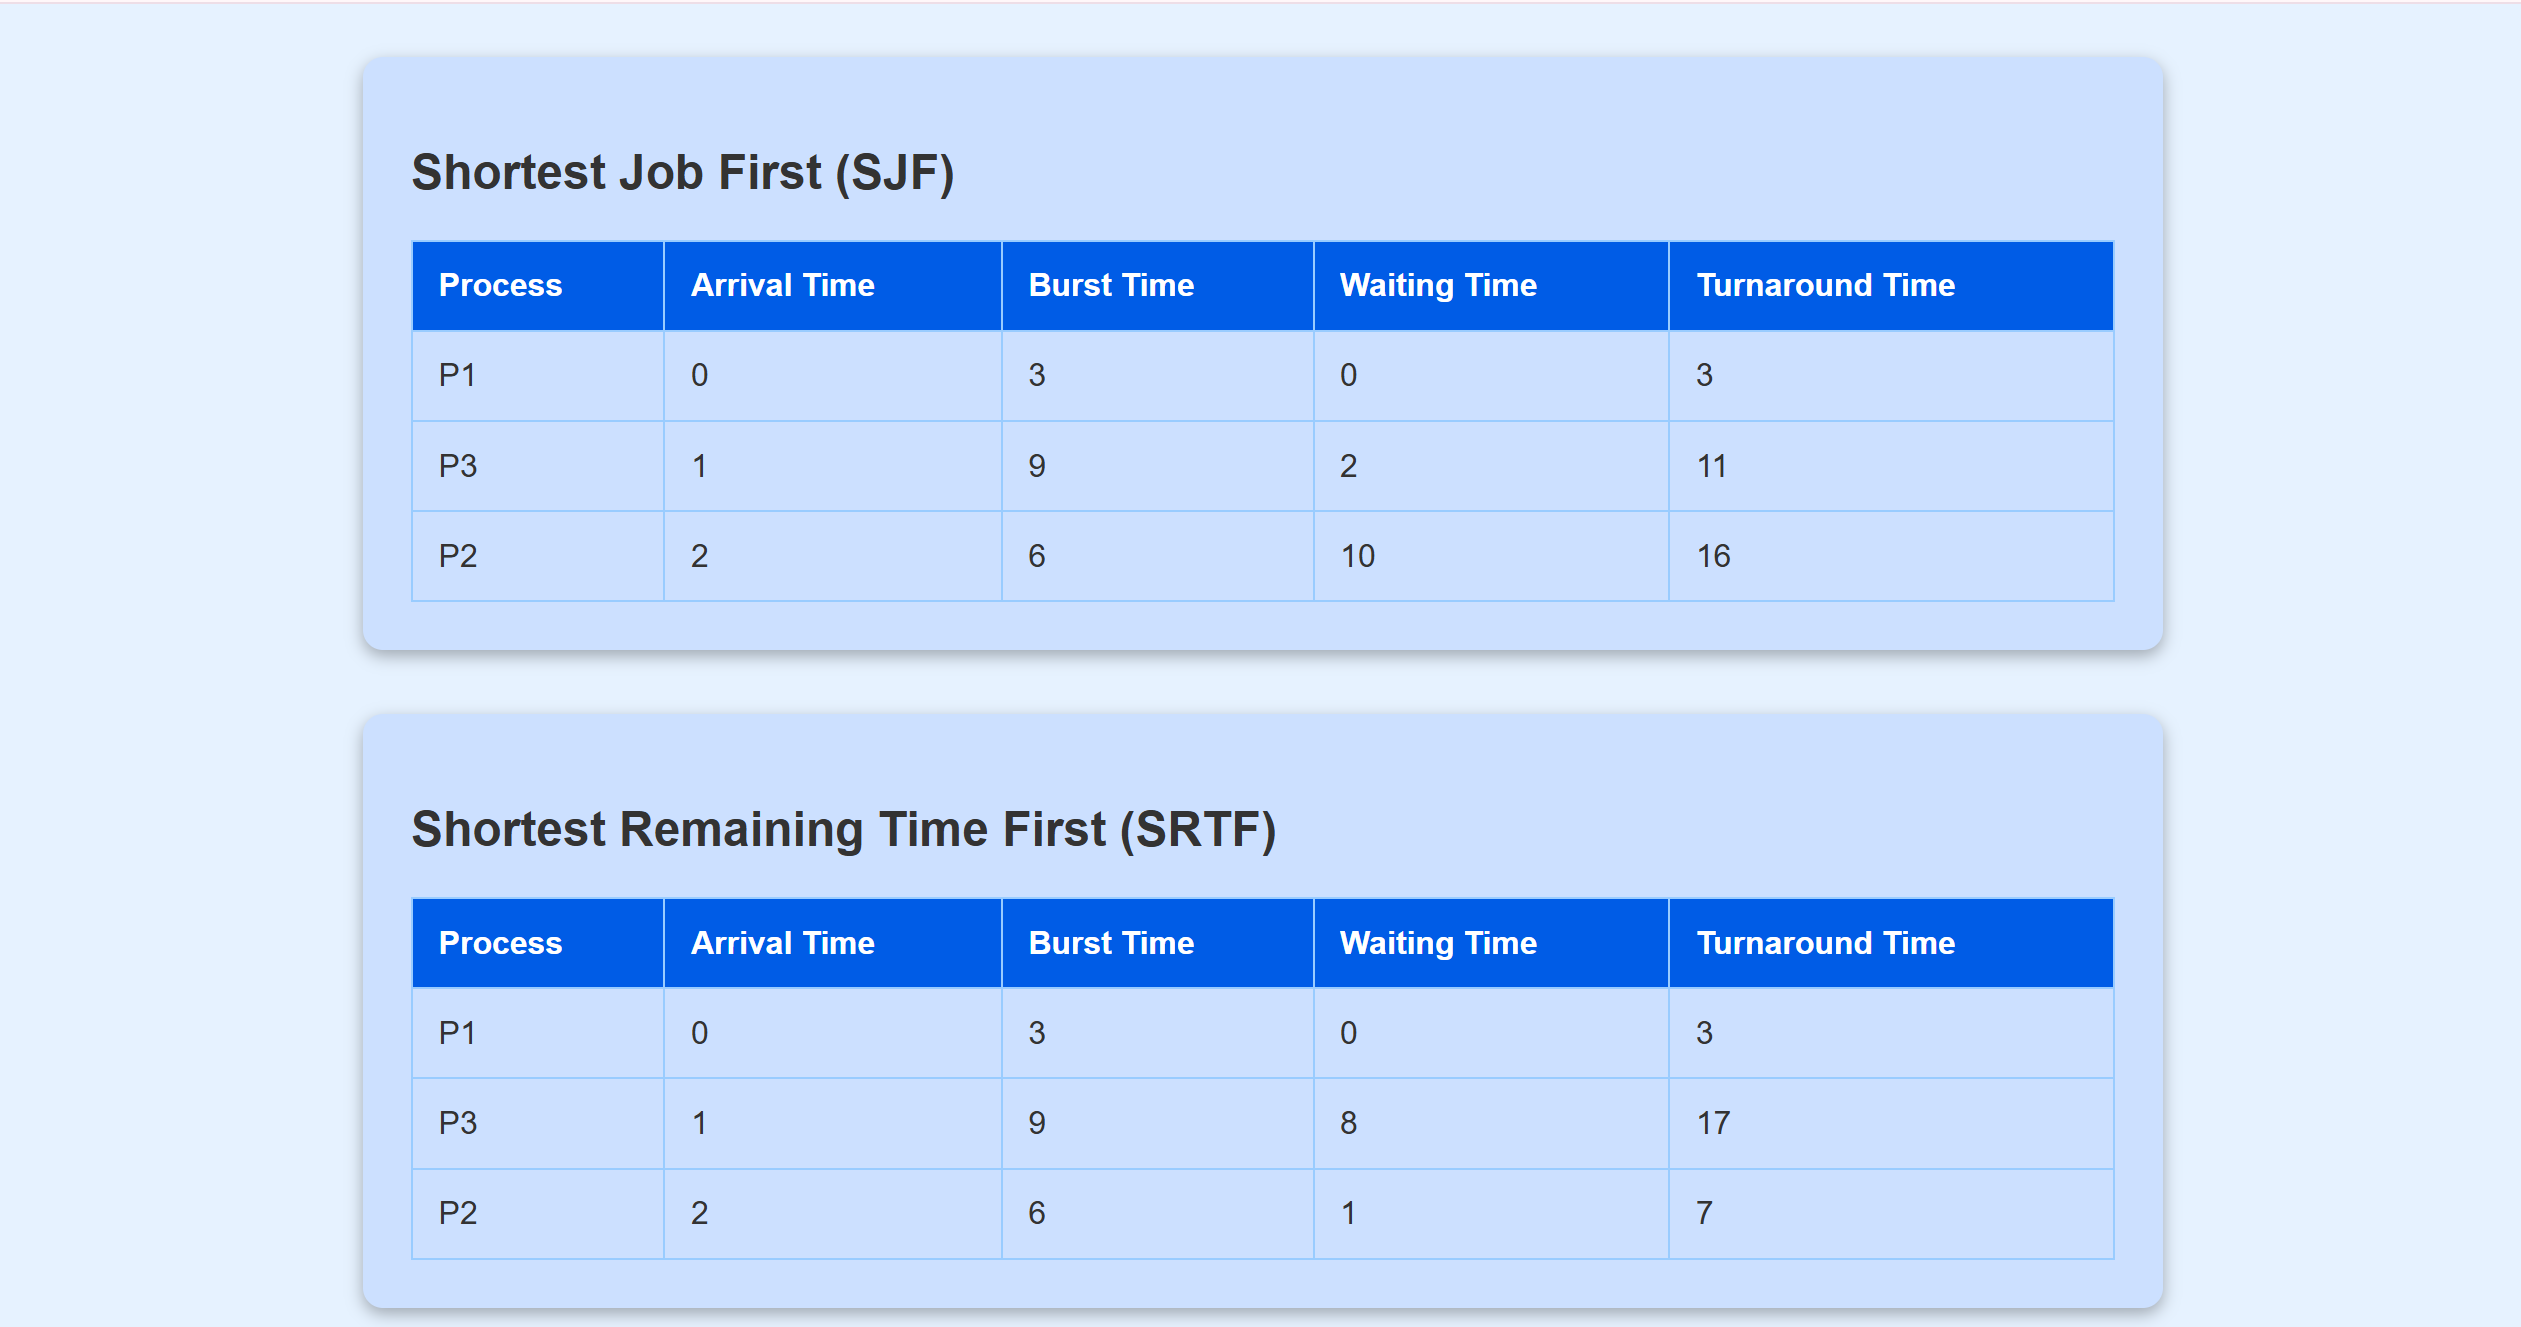 Shortest Job First (SJF)
Process Arrival Time Burst Time Waiting Time Turnaround Time
P1 0 3 0 3
P3 1 9 2 11
P2 2 6 10 16
Shortest Remaining Time First (SRTF)
Process Arrival Time Burst Time Waiting Time Turnaround Time
P1 0 3 0 3
P3 1 9 8 17
P2 2 6 1 7